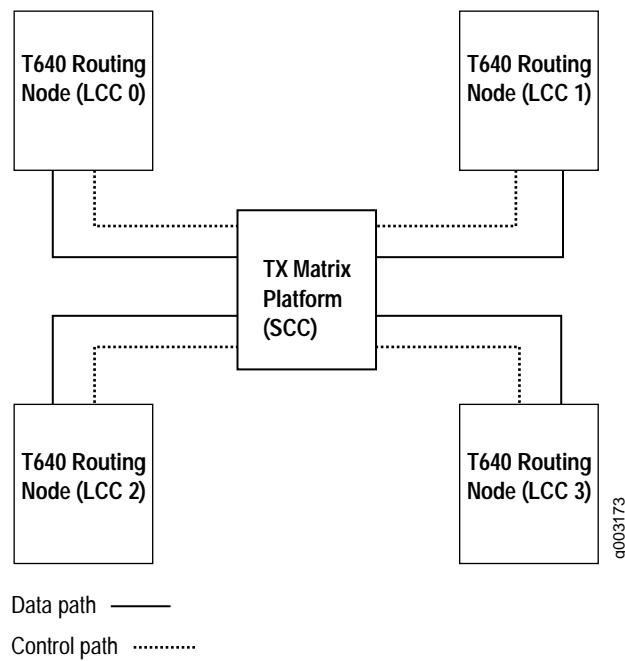 T640 Routing
Node (LCC 0)
T640 Routing
Node (LCC 1)
TX Matrix
Platform
(SCC)
T640 Routing
Node (LCC 2)
T640 Routing
Node (LCC 3)
g003173
Data path
Control path